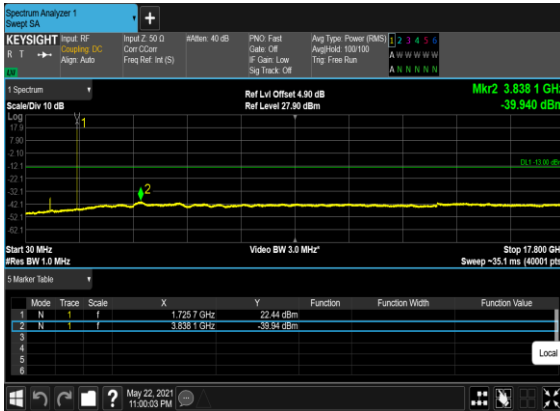 Spectrum Analyzer 1
Swept SA
KEYSIGHT Input: RF Input Z: 50 Ω #Atten: 40 dB PNO: Fast Avg Type: Power (RMS) 1 2 3 4 5 6
R T Coupling: DC Corr CCorr Gate: Off Avg|Hold: 100/100 A W W W W W
Align: Auto Freq Ref: Int (S) IF Gain: Low Trig: Free Run
Sig Track: Off A N N N N N
1 Spectrum Ref Lvl Offset 4.90 dB Mkr2 3.838 1 GHz
Scale/Div 10 dB Ref Level 27.90 dBm -39.940 dBm
Log
17.9
7.90
-2.10
-12.1
-22.1
-32.1
-42.1
-52.1
-62.1
1
2
DL1 -13.00 dBm
Start 30 MHz Video BW 3.0 MHz* Stop 17.800 GHz
#Res BW 1.0 MHz Sweep ~35.1 ms (40001 pts)
5 Marker Table
Mode Trace Scale X Y Function Function Width Function Value
1 N 1 f 1.725 7 GHz 22.44 dBm
2 N 1 f 3.838 1 GHz -39.94 dBm
3
4
5
6
Local
May 22, 2021
11:00:03 PM